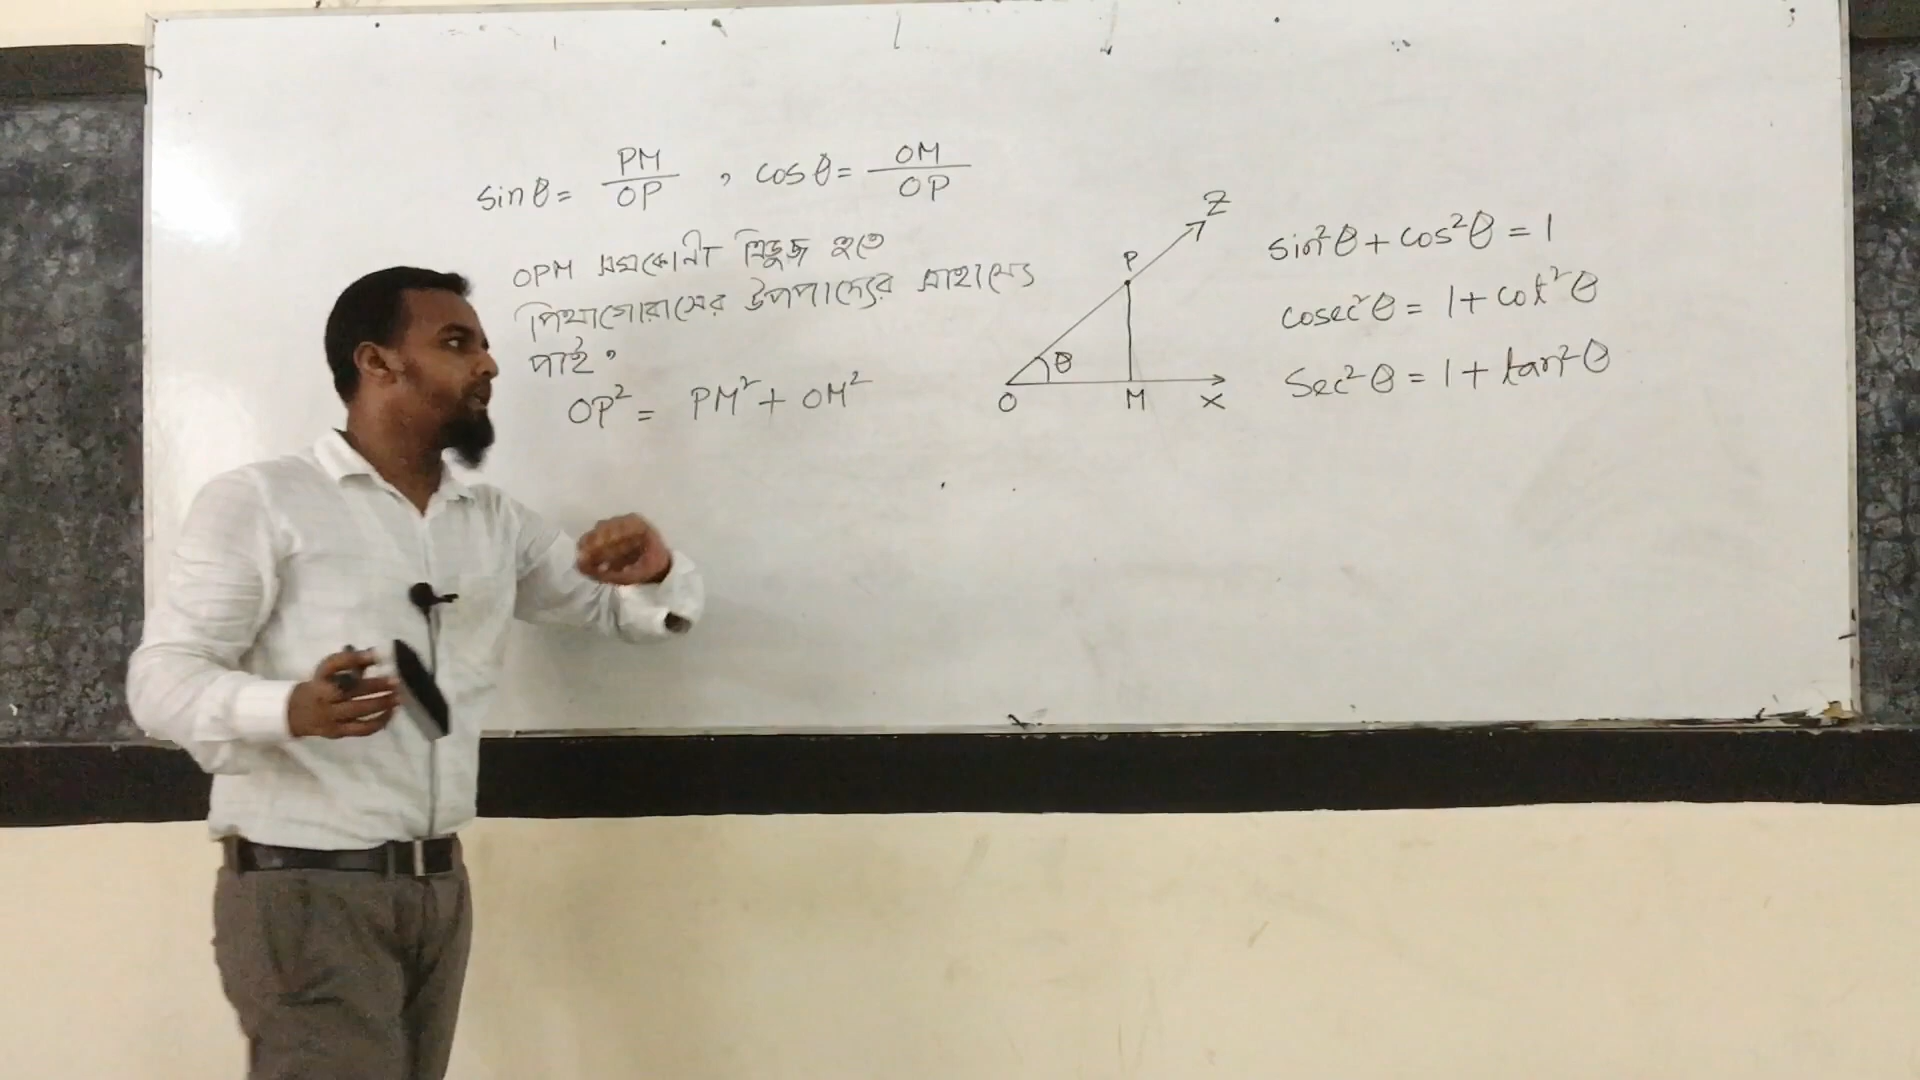 sinθ = PM/OP , cosθ = OM/OP
OPM সমকোণী ত্রিভুজ হতে
পিথাগোরাসের উপপাদ্যের সাহায্যে
পাই,
OP² = PM² + OM²
Z
P
θ
O M X
sin²θ + cos²θ = 1
cosec²θ = 1 + cot²θ
Sec²θ = 1 + tan²θ